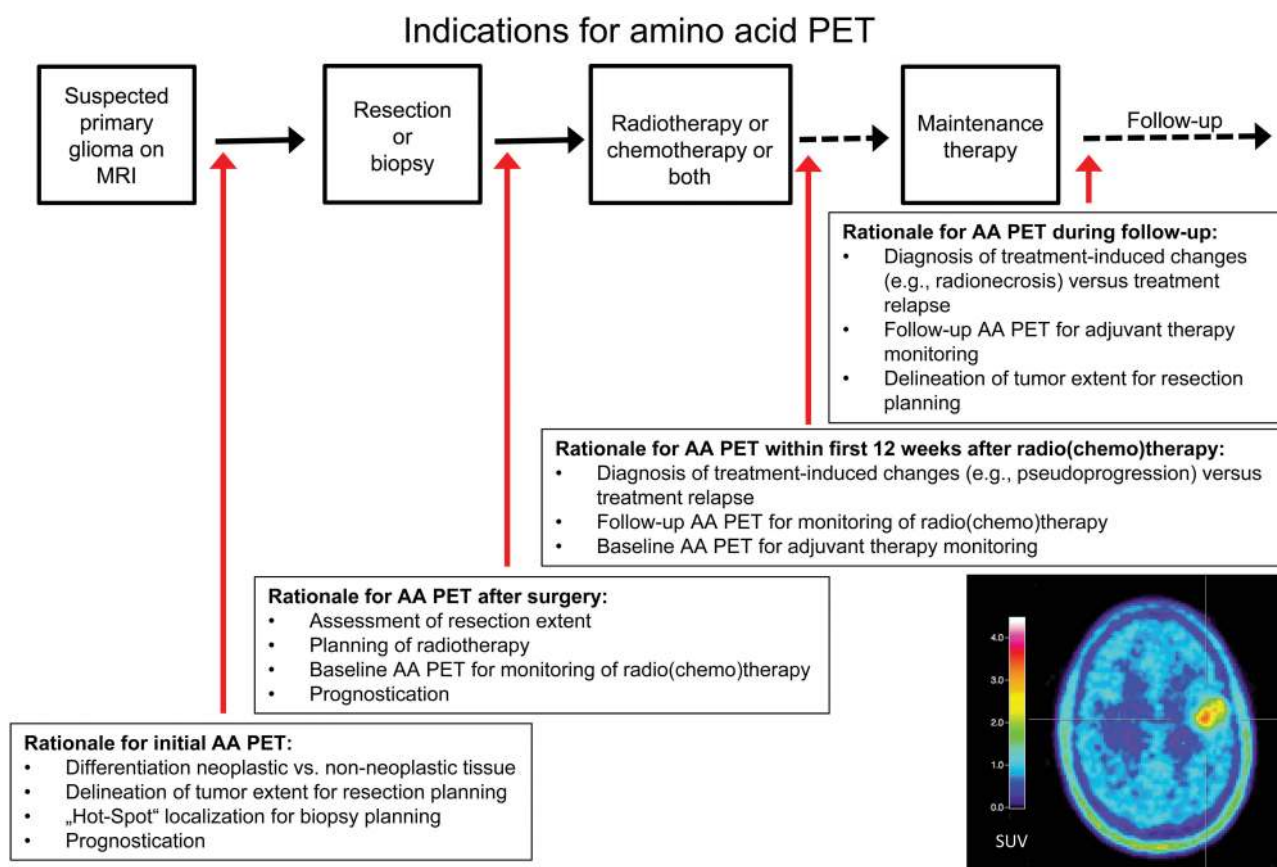 Indications for amino acid PET
Suspected
primary
glioma on
MRI
Resection
or
biopsy
Radiotherapy or
chemotherapy or
both
Maintenance
therapy
Follow-up
Rationale for AA PET during follow-up:
• Diagnosis of treatment-induced changes
(e.g., radionecrosis) versus treatment
relapse
• Follow-up AA PET for adjuvant therapy
monitoring
• Delineation of tumor extent for resection
planning
Rationale for AA PET within first 12 weeks after radio(chemo)therapy:
• Diagnosis of treatment-induced changes (e.g., pseudoprogression) versus
treatment relapse
• Follow-up AA PET for monitoring of radio(chemo)therapy
• Baseline AA PET for adjuvant therapy monitoring
Rationale for AA PET after surgery:
• Assessment of resection extent
• Planning of radiotherapy
• Baseline AA PET for monitoring of radio(chemo)therapy
• Prognostication
Rationale for initial AA PET:
• Differentiation neoplastic vs. non-neoplastic tissue
• Delineation of tumor extent for resection planning
• „Hot-Spot“ localization for biopsy planning
• Prognostication
4.0
3.0
2.0
1.0
0.0
SUV